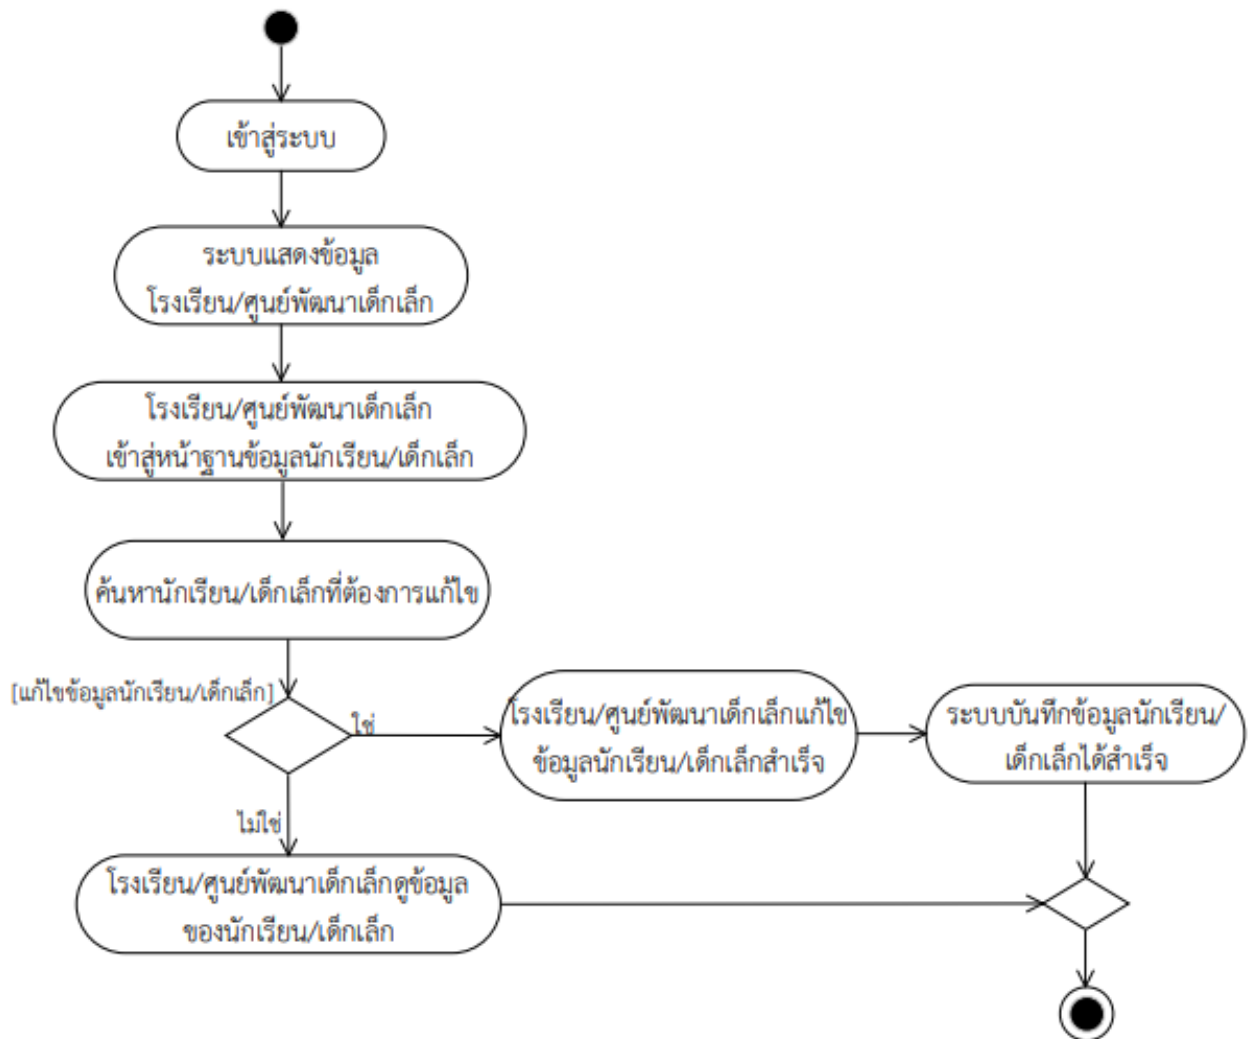 เข้าสู่ระบบ
ระบบแสดงข้อมูล
โรงเรียน/ศูนย์พัฒนาเด็กเล็ก
โรงเรียน/ศูนย์พัฒนาเด็กเล็ก
เข้าสู่หน้าฐานข้อมูลนักเรียน/เด็กเล็ก
ค้นหานักเรียน/เด็กเล็กที่ต้องการแก้ไข
[แก้ไขข้อมูลนักเรียน/เด็กเล็ก]
ใช่
โรงเรียน/ศูนย์พัฒนาเด็กเล็กแก้ไข
ข้อมูลนักเรียน/เด็กเล็กสำเร็จ
ระบบบันทึกข้อมูลนักเรียน/
เด็กเล็กได้สำเร็จ
ไม่ใช่
โรงเรียน/ศูนย์พัฒนาเด็กเล็กดูข้อมูล
ของนักเรียน/เด็กเล็ก